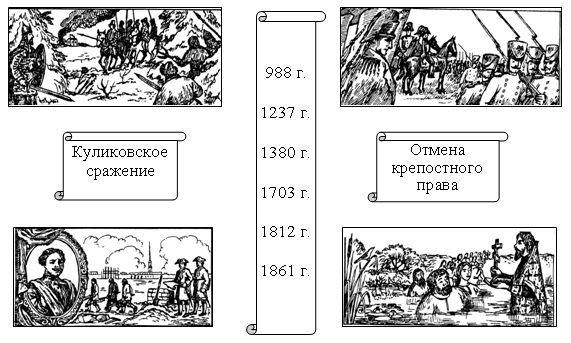 988 г.
1237 г.
1380 г.
1703 г.
1812 г.
1861 г.
Куликовское
сражение
Отмена
крепостного
права